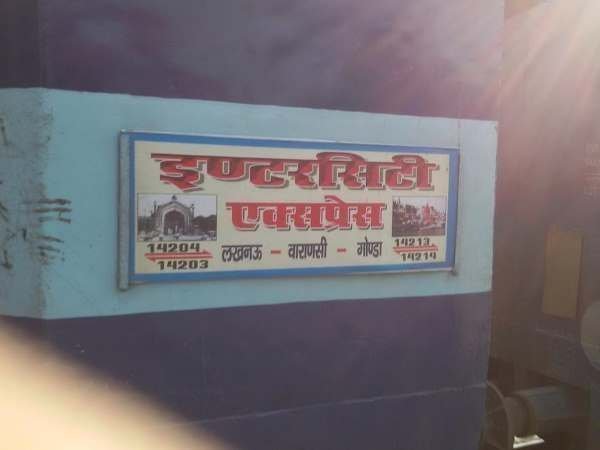 इण्टरसिटी
एक्सप्रेस
14204
14203
लखनऊ - वाराणसी - गोण्डा
14213
14214